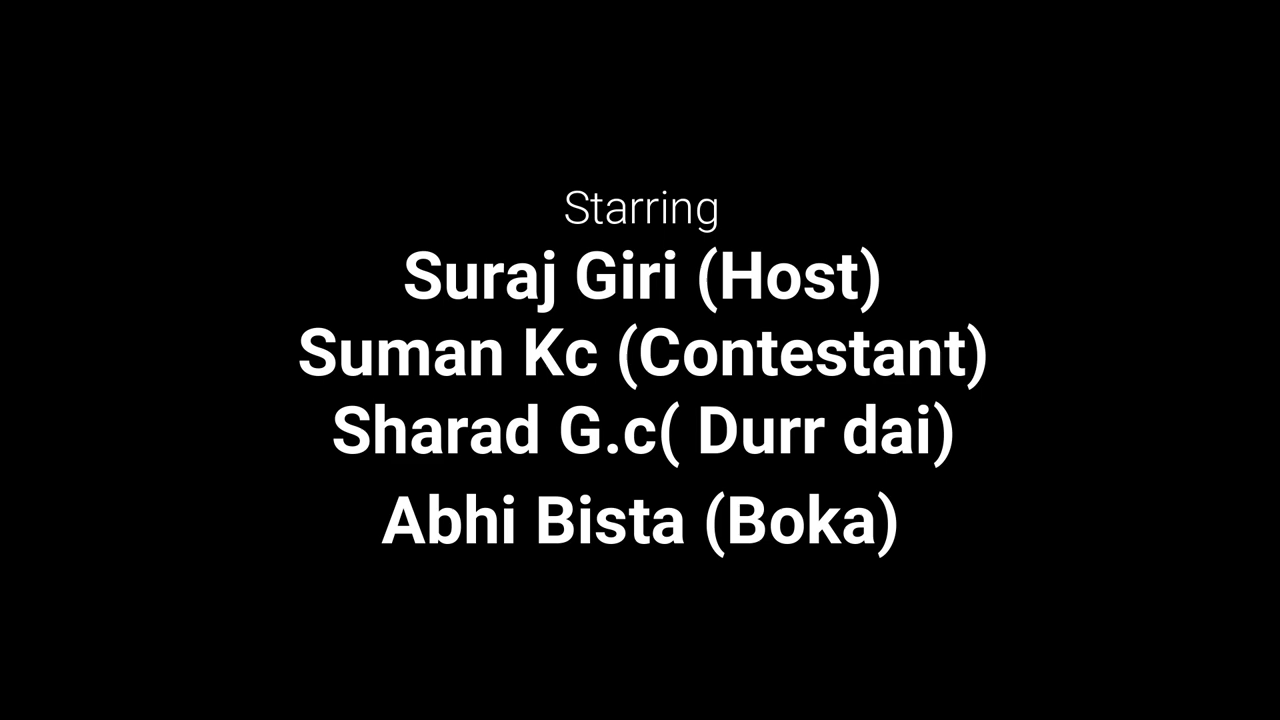 Starring
Suraj Giri (Host)
Suman Kc (Contestant)
Sharad G.c( Durr dai)
Abhi Bista (Boka)